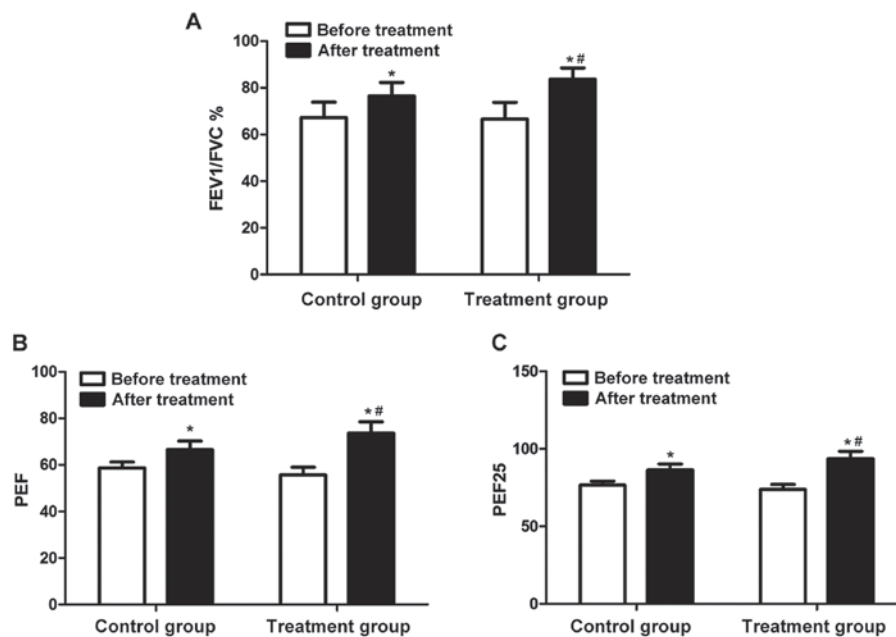 A
Before treatment
After treatment
FEV1/FVC %
100
80
60
40
20
0
*
*#
Control group
Treatment group
B
Before treatment
After treatment
PEF
100
80
60
40
20
0
*
*#
Control group
Treatment group
C
Before treatment
After treatment
PEF25
150
100
50
0
*
*#
Control group
Treatment group